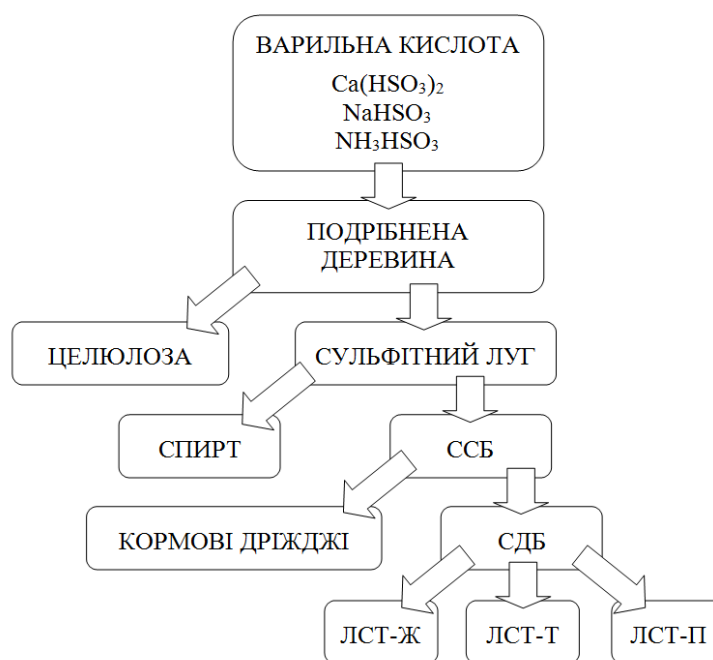 ВАРИЛЬНА КИСЛОТА
Ca(HSO₃)₂
NaHSO₃
NH₃HSO₃
ПОДРІБНЕНА
ДЕРЕВИНА
ЦЕЛЮЛОЗА
СУЛЬФІТНИЙ ЛУГ
СПИРТ
ССБ
КОРМОВІ ДРІЖДЖІ
СДБ
ЛСТ-Ж
ЛСТ-Т
ЛСТ-П